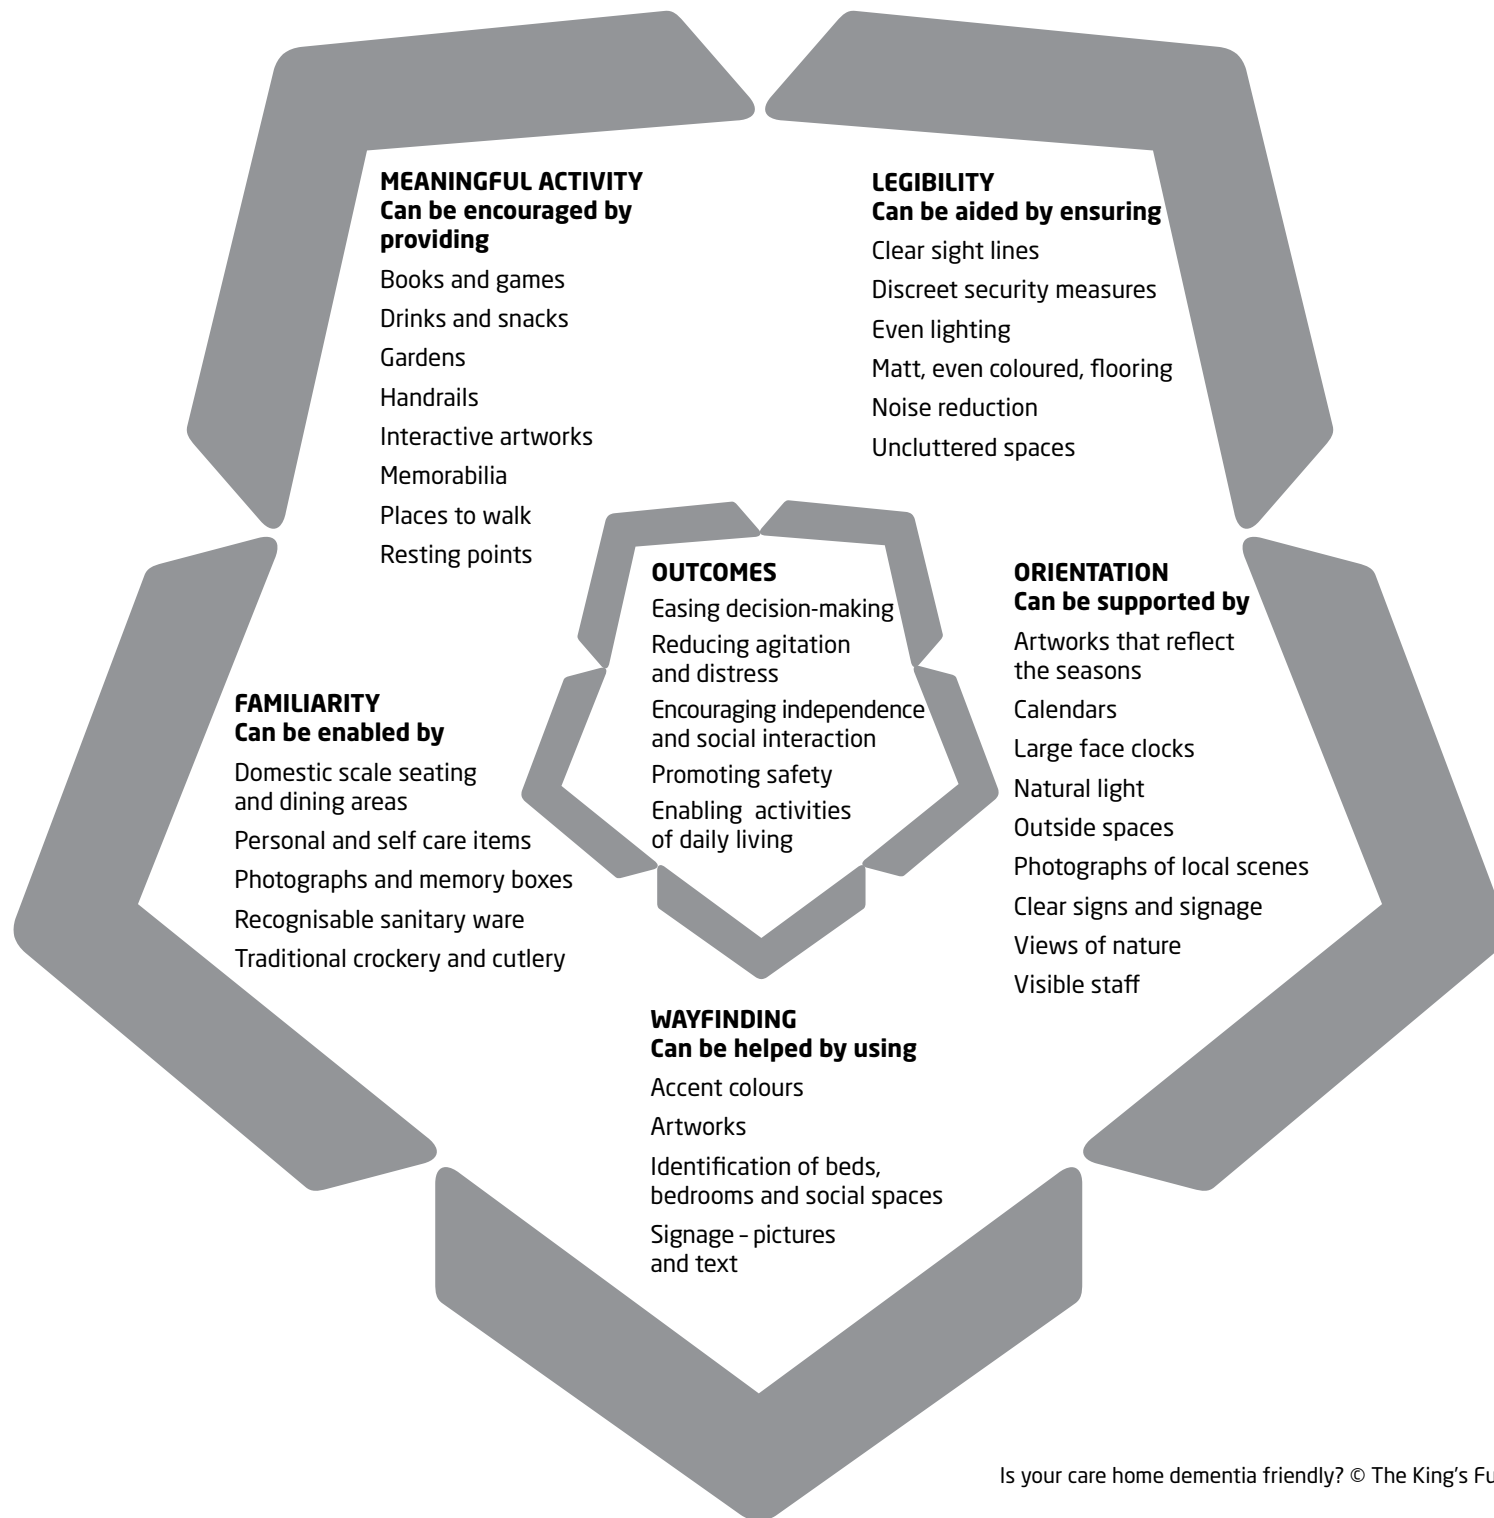 MEANINGFUL ACTIVITY
Can be encouraged by
providing
Books and games
Drinks and snacks
Gardens
Handrails
Interactive artworks
Memorabilia
Places to walk
Resting points
LEGIBILITY
Can be aided by ensuring
Clear sight lines
Discreet security measures
Even lighting
Matt, even coloured, flooring
Noise reduction
Uncluttered spaces
OUTCOMES
Easing decision-making
Reducing agitation
and distress
Encouraging independence
and social interaction
Promoting safety
Enabling activities
of daily living
ORIENTATION
Can be supported by
Artworks that reflect
the seasons
Calendars
Large face clocks
Natural light
Outside spaces
Photographs of local scenes
Clear signs and signage
Views of nature
Visible staff
FAMILIARITY
Can be enabled by
Domestic scale seating
and dining areas
Personal and self care items
Photographs and memory boxes
Recognisable sanitary ware
Traditional crockery and cutlery
WAYFINDING
Can be helped by using
Accent colours
Artworks
Identification of beds,
bedrooms and social spaces
Signage – pictures
and text
Is your care home dementia friendly? © The King's